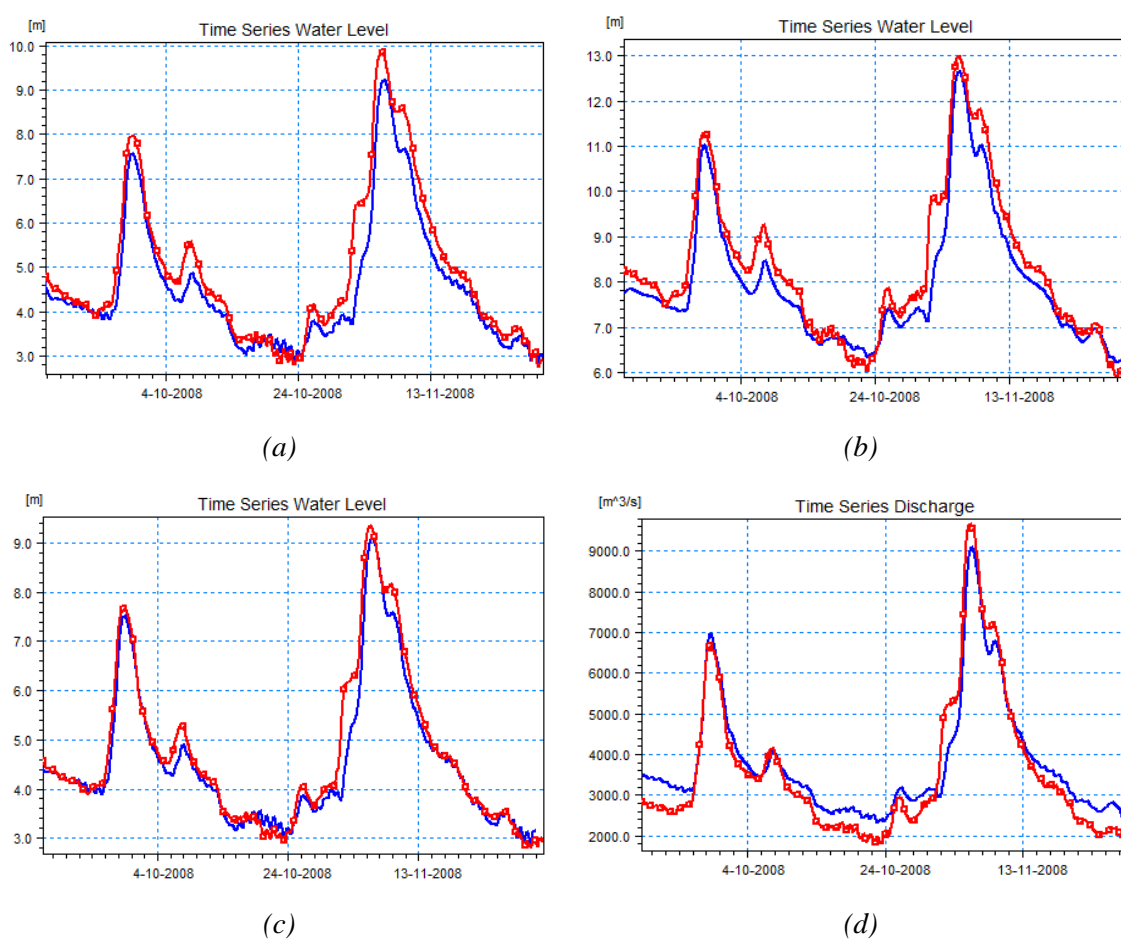 [m] Time Series Water Level
10.0
9.0
8.0
7.0
6.0
5.0
4.0
3.0
4-10-2008 24-10-2008 13-11-2008
(a)
[m] Time Series Water Level
13.0
12.0
11.0
10.0
9.0
8.0
7.0
6.0
4-10-2008 24-10-2008 13-11-2008
(b)
[m] Time Series Water Level
9.0
8.0
7.0
6.0
5.0
4.0
3.0
4-10-2008 24-10-2008 13-11-2008
(c)
[m^3/s] Time Series Discharge
9000.0
8000.0
7000.0
6000.0
5000.0
4000.0
3000.0
2000.0
4-10-2008 24-10-2008 13-11-2008
(d)